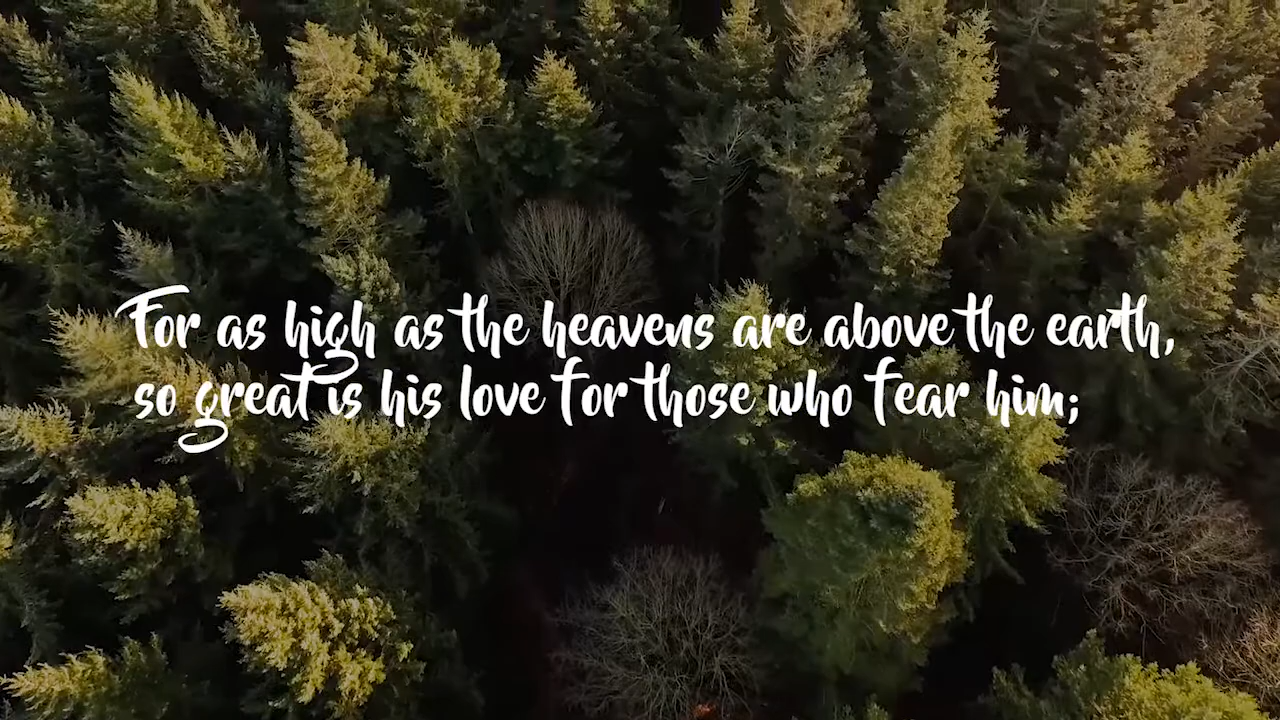 For as high as the heavens are above the earth,
so great is his love for those who fear him;